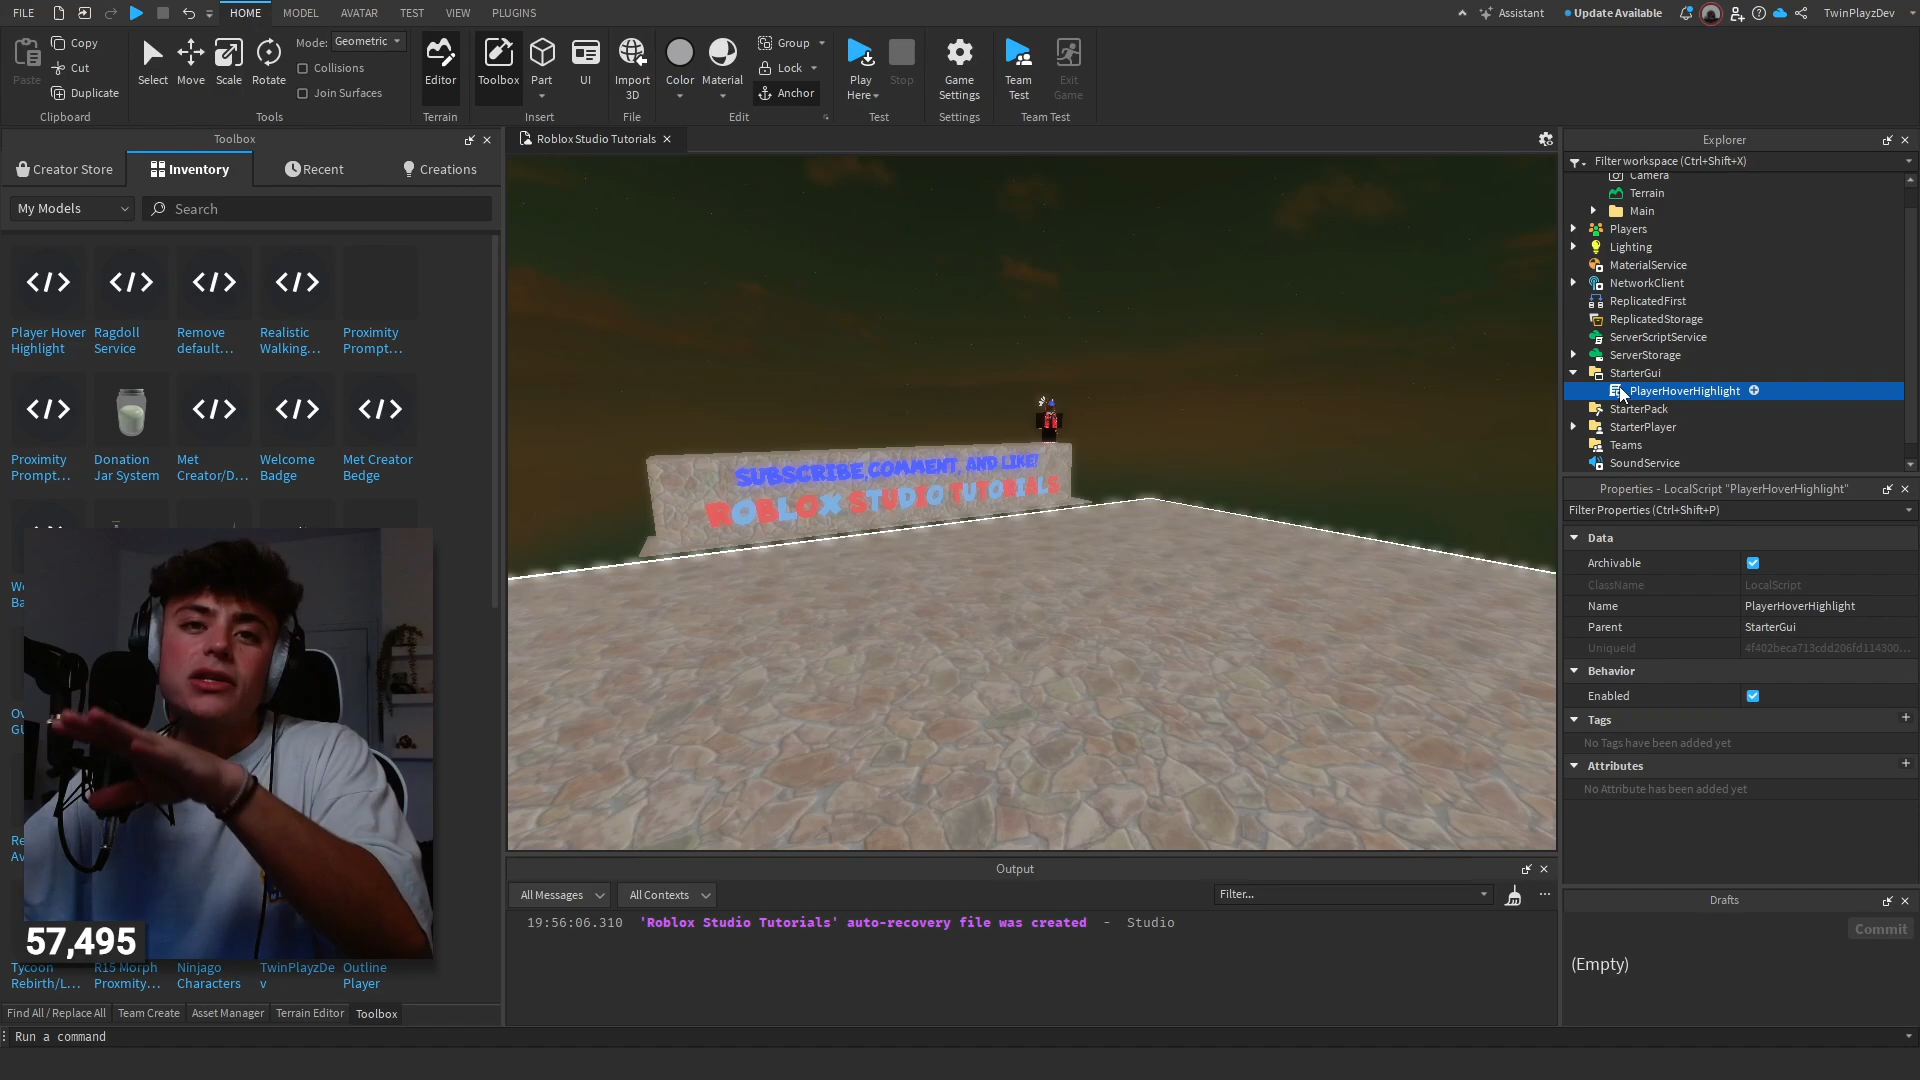 FILE HOME MODEL AVATAR TEST VIEW PLUGINS Assistant Update Available TwinPlayzDev
Paste Copy Cut Duplicate Clipboard
Select Move Scale Rotate Mode: Geometric Collisions Join Surfaces Tools
Editor Terrain
Toolbox Part UI Insert
Import 3D File
Color Material Group Lock Anchor Edit
Play Here Stop Test
Game Settings Settings
Team Test Exit Game Team Test
Toolbox
Creator Store Inventory Recent Creations
My Models Search
Player Hover Highlight
Ragdoll Service
Remove default...
Realistic Walking...
Proximity Prompt...
Proximity Prompt...
Donation Jar System
Met Creator/D...
Welcome Badge
Met Creator Bedge
57,495
Tycoon Rebirth/L...
R15 Morph Proxmity...
Ninjago Characters
TwinPlayzDev
Outline Player
Find All / Replace All Team Create Asset Manager Terrain Editor Toolbox
Run a command
Roblox Studio Tutorials
SUBSCRIBE,COMMENT, AND LIKE!
ROBLOX STUDIO TUTORIALS
Output
All Messages All Contexts Filter...
19:56:06.310 'Roblox Studio Tutorials' auto-recovery file was created - Studio
Explorer
Filter workspace (Ctrl+Shift+X)
Camera
Terrain
Main
Players
Lighting
MaterialService
NetworkClient
ReplicatedFirst
ReplicatedStorage
ServerScriptService
ServerStorage
StarterGui
PlayerHoverHighlight
StarterPack
StarterPlayer
Teams
SoundService
Properties - LocalScript "PlayerHoverHighlight"
Filter Properties (Ctrl+Shift+P)
Data
Archivable
ClassName LocalScript
Name PlayerHoverHighlight
Parent StarterGui
UniqueId 4f402beca713cdd206fd114300...
Behavior
Enabled
Tags
No Tags have been added yet
Attributes
No Attribute has been added yet
Drafts
Commit
(Empty)